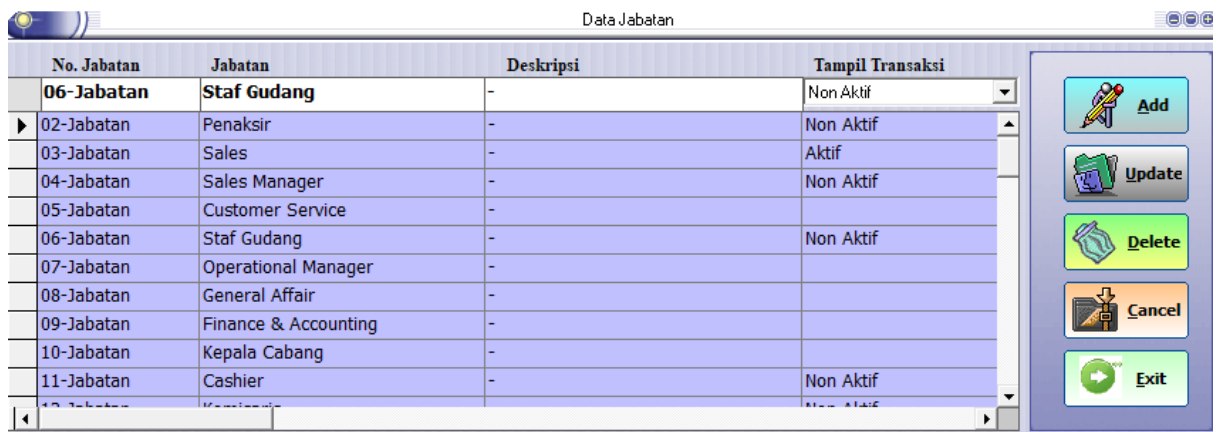 Data Jabatan
No. Jabatan Jabatan Deskripsi Tampil Transaksi
06-Jabatan Staf Gudang - Non Aktif
02-Jabatan Penaksir - Non Aktif
03-Jabatan Sales - Aktif
04-Jabatan Sales Manager - Non Aktif
05-Jabatan Customer Service -
06-Jabatan Staf Gudang - Non Aktif
07-Jabatan Operational Manager -
08-Jabatan General Affair -
09-Jabatan Finance & Accounting -
10-Jabatan Kepala Cabang -
11-Jabatan Cashier - Non Aktif
Add
Update
Delete
Cancel
Exit